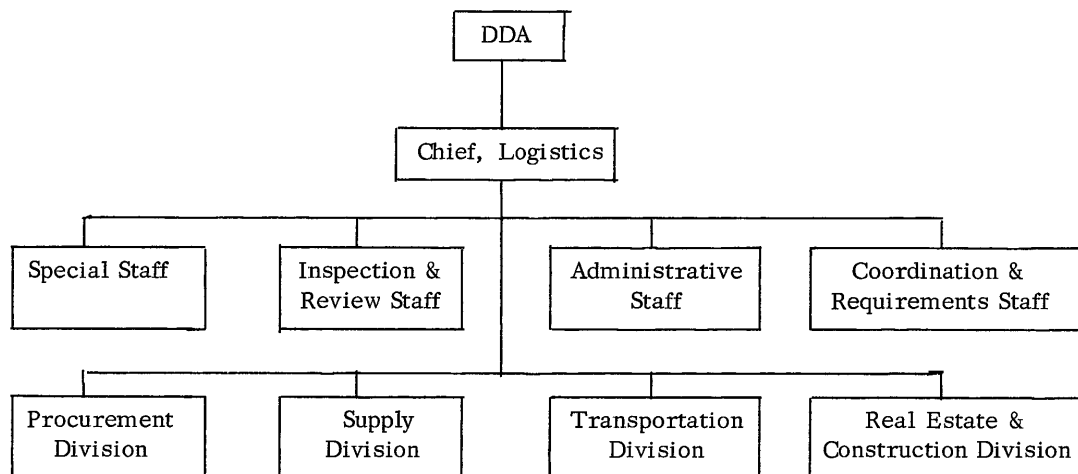 DDA
Chief, Logistics
Special Staff
Inspection &
Review Staff
Administrative
Staff
Coordination &
Requirements Staff
Procurement
Division
Supply
Division
Transportation
Division
Real Estate &
Construction Division